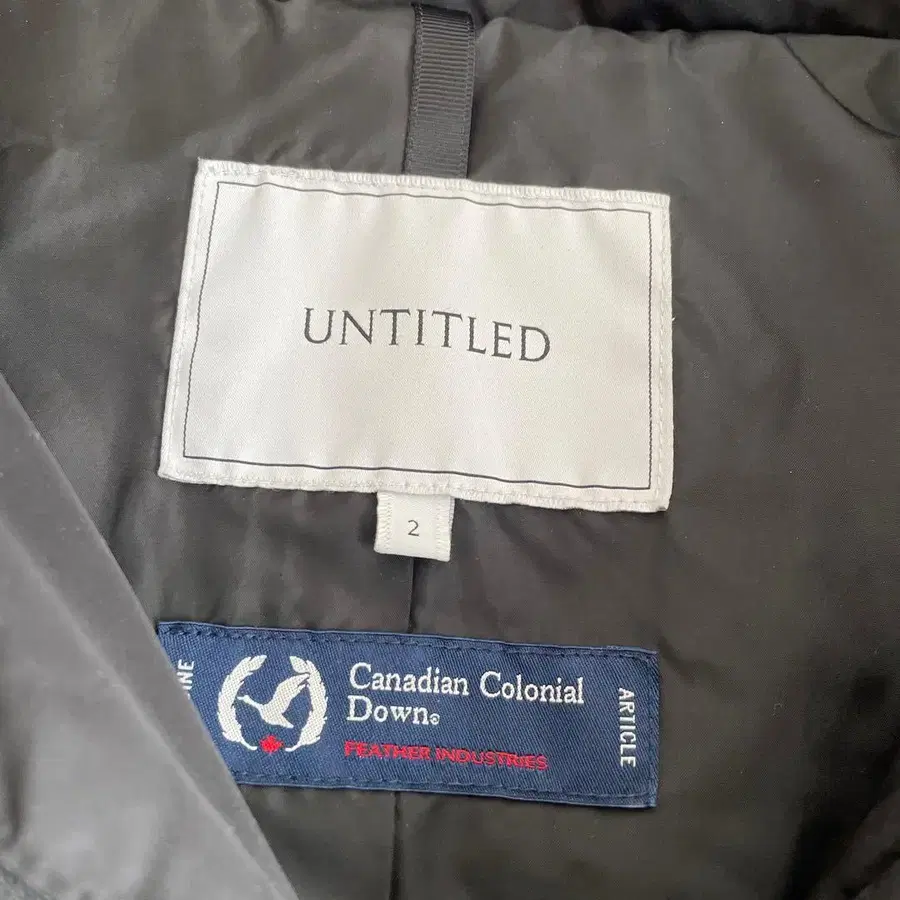 UNTITLED
2
Canadian Colonial
Down®
FEATHER INDUSTRIES
ARTICLE